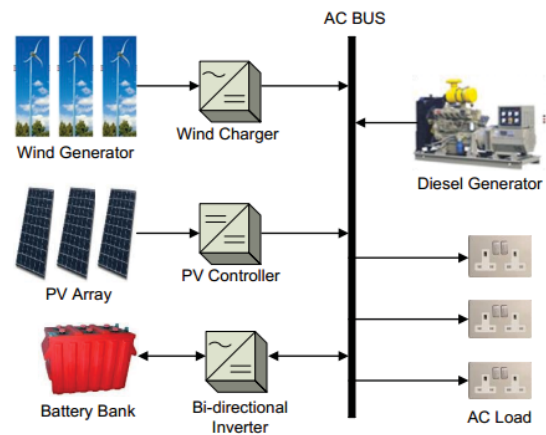 AC BUS
Wind Generator
Wind Charger
Diesel Generator
PV Array
PV Controller
Battery Bank
Bi-directional
Inverter
AC Load